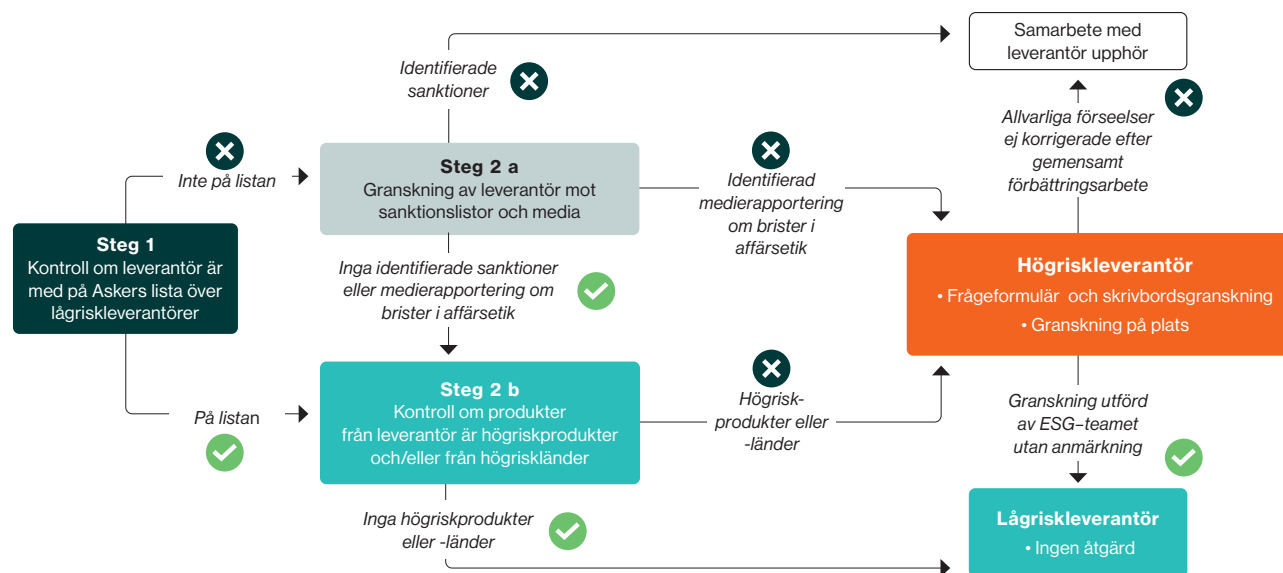 Samarbete med
leverantör upphör
Identifierade
sanktioner
Allvarliga förseelser
ej korrigerade efter
gemensamt
förbättringsarbete
Inte på listan
Steg 2 a
Granskning av leverantör mot
sanktionslistor och media
Identifierad
medierapportering
om brister i
affärsetik
Steg 1
Kontroll om leverantör är
med på Askers lista över
lågriskleverantörer
Inga identifierade sanktioner
eller medierapportering om
brister i affärsetik
Högriskleverantör
• Frågeformulär och skrivbordsgranskning
• Granskning på plats
På listan
Steg 2 b
Kontroll om produkter
från leverantör är högriskprodukter
och/eller från högriskländer
Högrisk-
produkter eller
-länder
Granskning utförd
av ESG–teamet
utan anmärkning
Inga högriskprodukter
eller -länder
Lågriskleverantör
• Ingen åtgärd